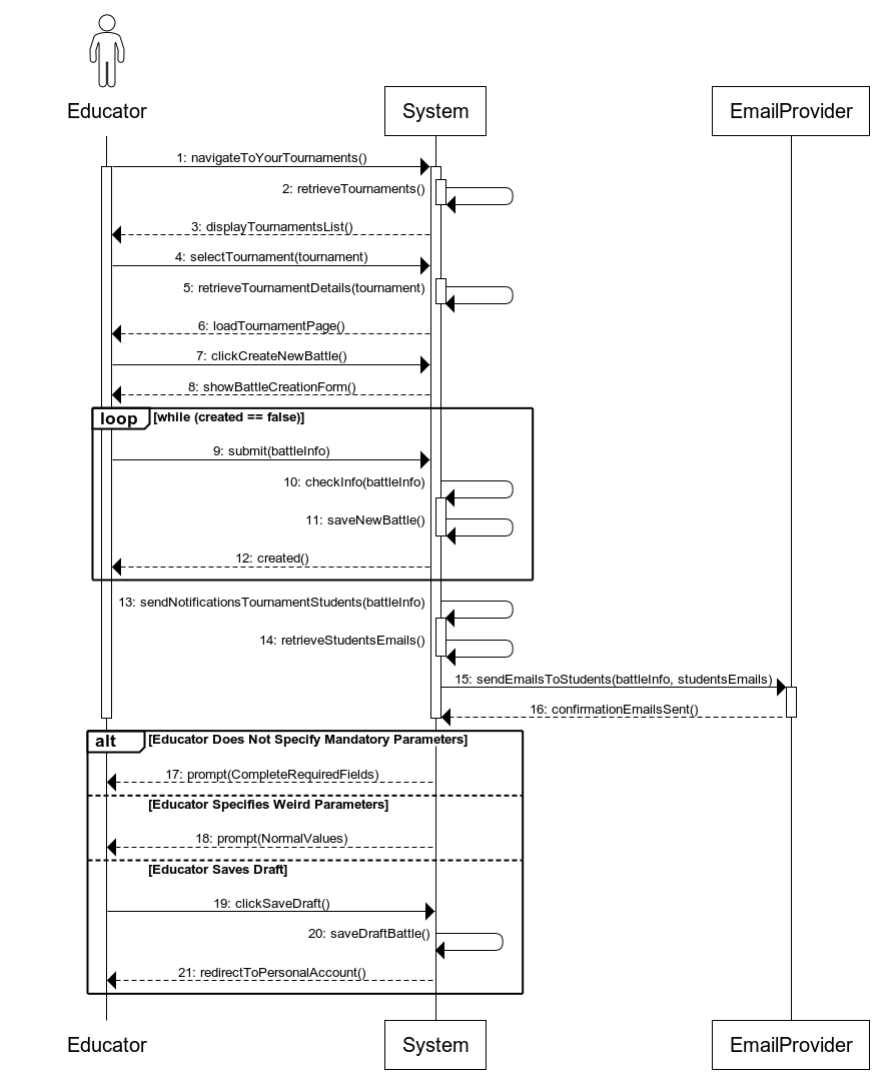 Educator
System
EmailProvider
1: navigateToYourTournaments()
2: retrieveTournaments()
3: displayTournamentsList()
4: selectTournament(tournament)
5: retrieveTournamentDetails(tournament)
6: loadTournamentPage()
7: clickCreateNewBattle()
8: showBattleCreationForm()
loop [while (created == false)]
9: submit(battleInfo)
10: checkInfo(battleInfo)
11: saveNewBattle()
12: created()
13: sendNotificationsTournamentStudents(battleInfo)
14: retrieveStudentsEmails()
15: sendEmailsToStudents(battleInfo, studentsEmails)
16: confirmationEmailsSent()
alt [Educator Does Not Specify Mandatory Parameters]
17: prompt(CompleteRequiredFields)
[Educator Specifies Weird Parameters]
18: prompt(NormalValues)
[Educator Saves Draft]
19: clickSaveDraft()
20: saveDraftBattle()
21: redirectToPersonalAccount()
Educator
System
EmailProvider